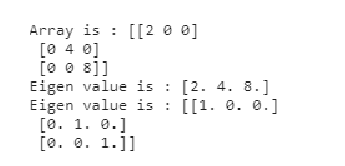 Array is : [[2 0 0]
[0 4 0]
[0 0 8]]
Eigen value is : [2. 4. 8.]
Eigen value is : [[1. 0. 0.]
[0. 1. 0.]
[0. 0. 1.]]